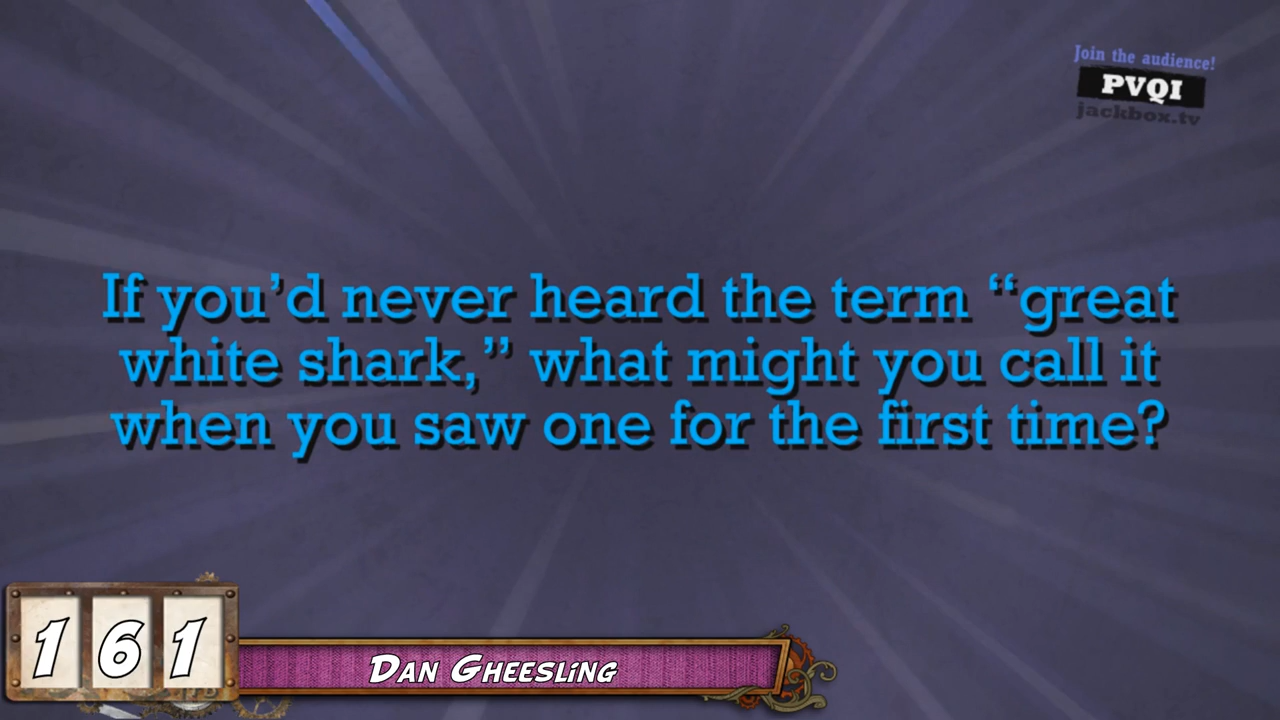 Join the audience!
PVQI
jackbox.tv
If you’d never heard the term “great
white shark,” what might you call it
when you saw one for the first time?
161
Dan Gheesling